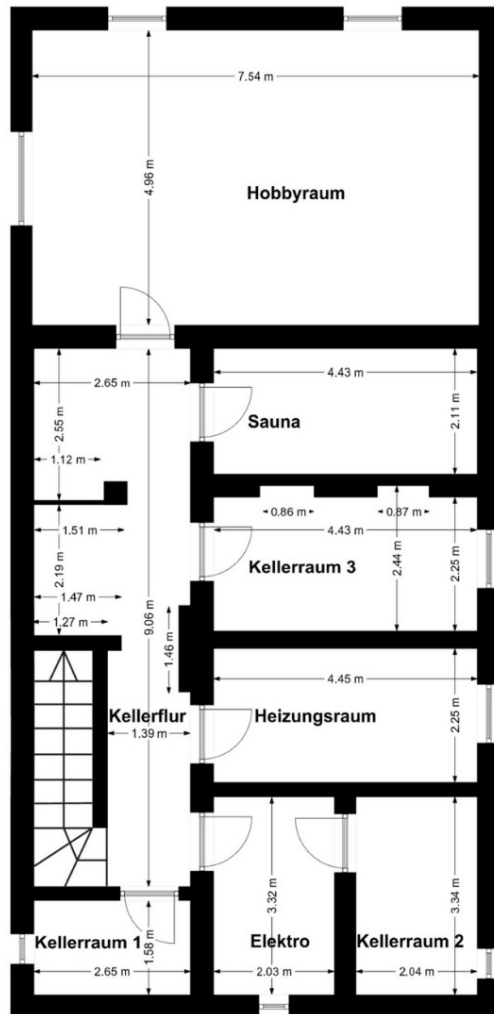 7.54 m
4.96 m
Hobbyraum
2.65 m
4.43 m
2.11 m
2.55 m
Sauna
1.12 m
1.51 m
0.86 m
0.87 m
4.43 m
2.19 m
2.44 m
2.25 m
Kellerraum 3
1.47 m
1.27 m
9.06 m
1.46 m
4.45 m
2.25 m
Kellerflur
Heizungsraum
1.39 m
3.32 m
3.34 m
Kellerraum 1
1.58 m
Elektro
Kellerraum 2
2.65 m
2.03 m
2.04 m